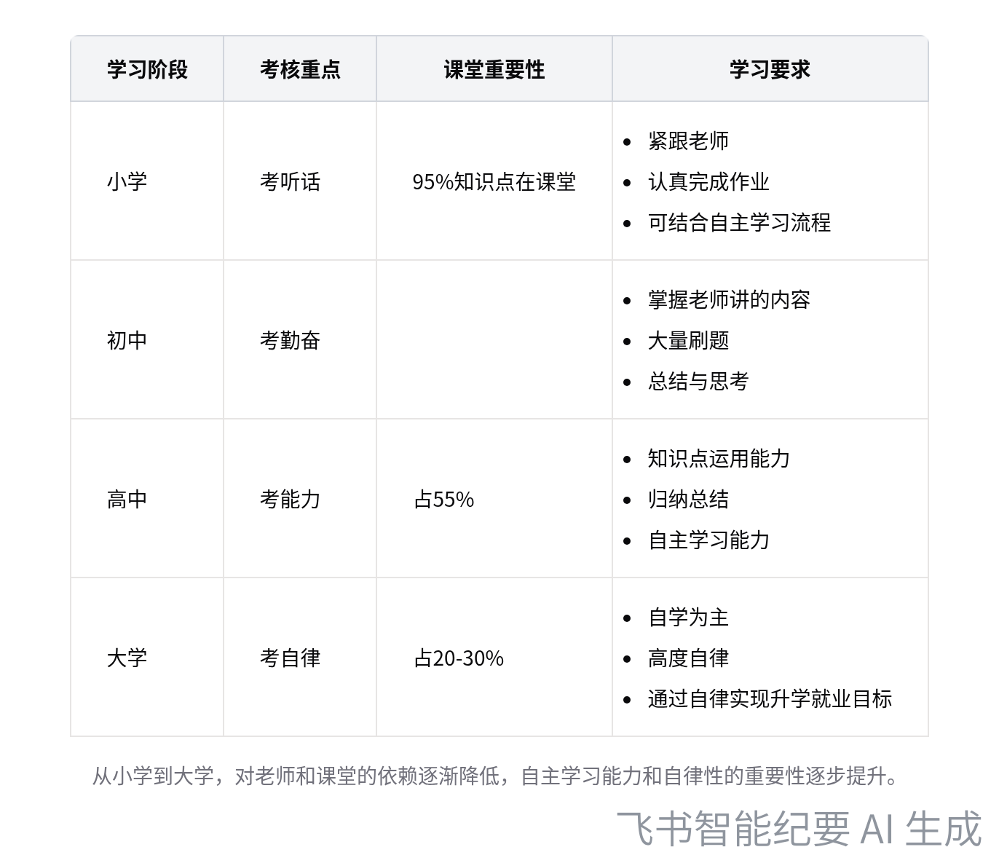 学习阶段 考核重点 课堂重要性 学习要求
小学 考听话 95%知识点在课堂
紧跟老师
认真完成作业
可结合自主学习流程
初中 考勤奋
掌握老师讲的内容
大量刷题
总结与思考
高中 考能力 占55%
知识点运用能力
归纳总结
自主学习能力
大学 考自律 占20-30%
自学为主
高度自律
通过自律实现升学就业目标
从小学到大学，对老师和课堂的依赖逐渐降低，自主学习能力和自律性的重要性逐步提升。
飞书智能纪要 AI 生成